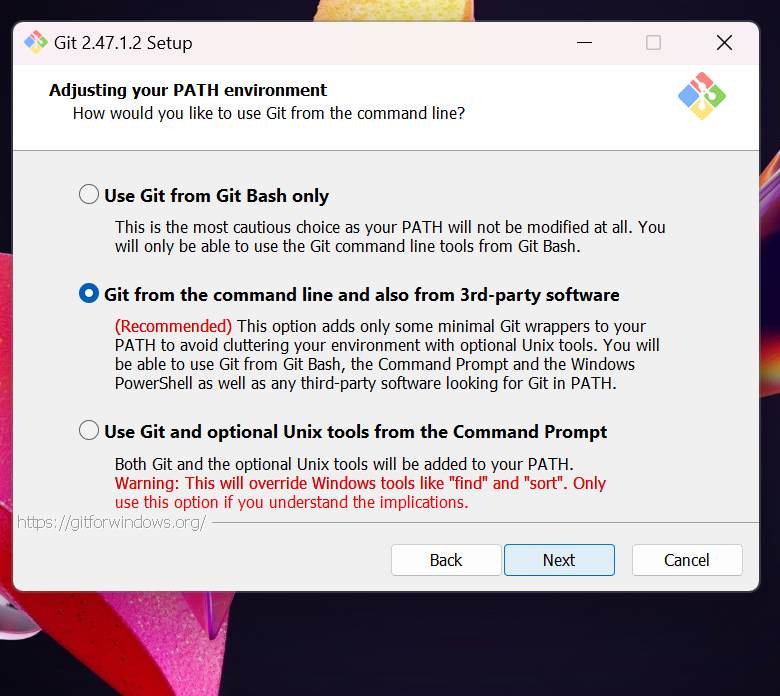 Git 2.47.1.2 Setup
Adjusting your PATH environment
How would you like to use Git from the command line?
Use Git from Git Bash only
This is the most cautious choice as your PATH will not be modified at all. You
will only be able to use the Git command line tools from Git Bash.
Git from the command line and also from 3rd-party software
(Recommended) This option adds only some minimal Git wrappers to your
PATH to avoid cluttering your environment with optional Unix tools. You will
be able to use Git from Git Bash, the Command Prompt and the Windows
PowerShell as well as any third-party software looking for Git in PATH.
Use Git and optional Unix tools from the Command Prompt
Both Git and the optional Unix tools will be added to your PATH.
Warning: This will override Windows tools like "find" and "sort". Only
use this option if you understand the implications.
https://gitforwindows.org/
Back Next Cancel